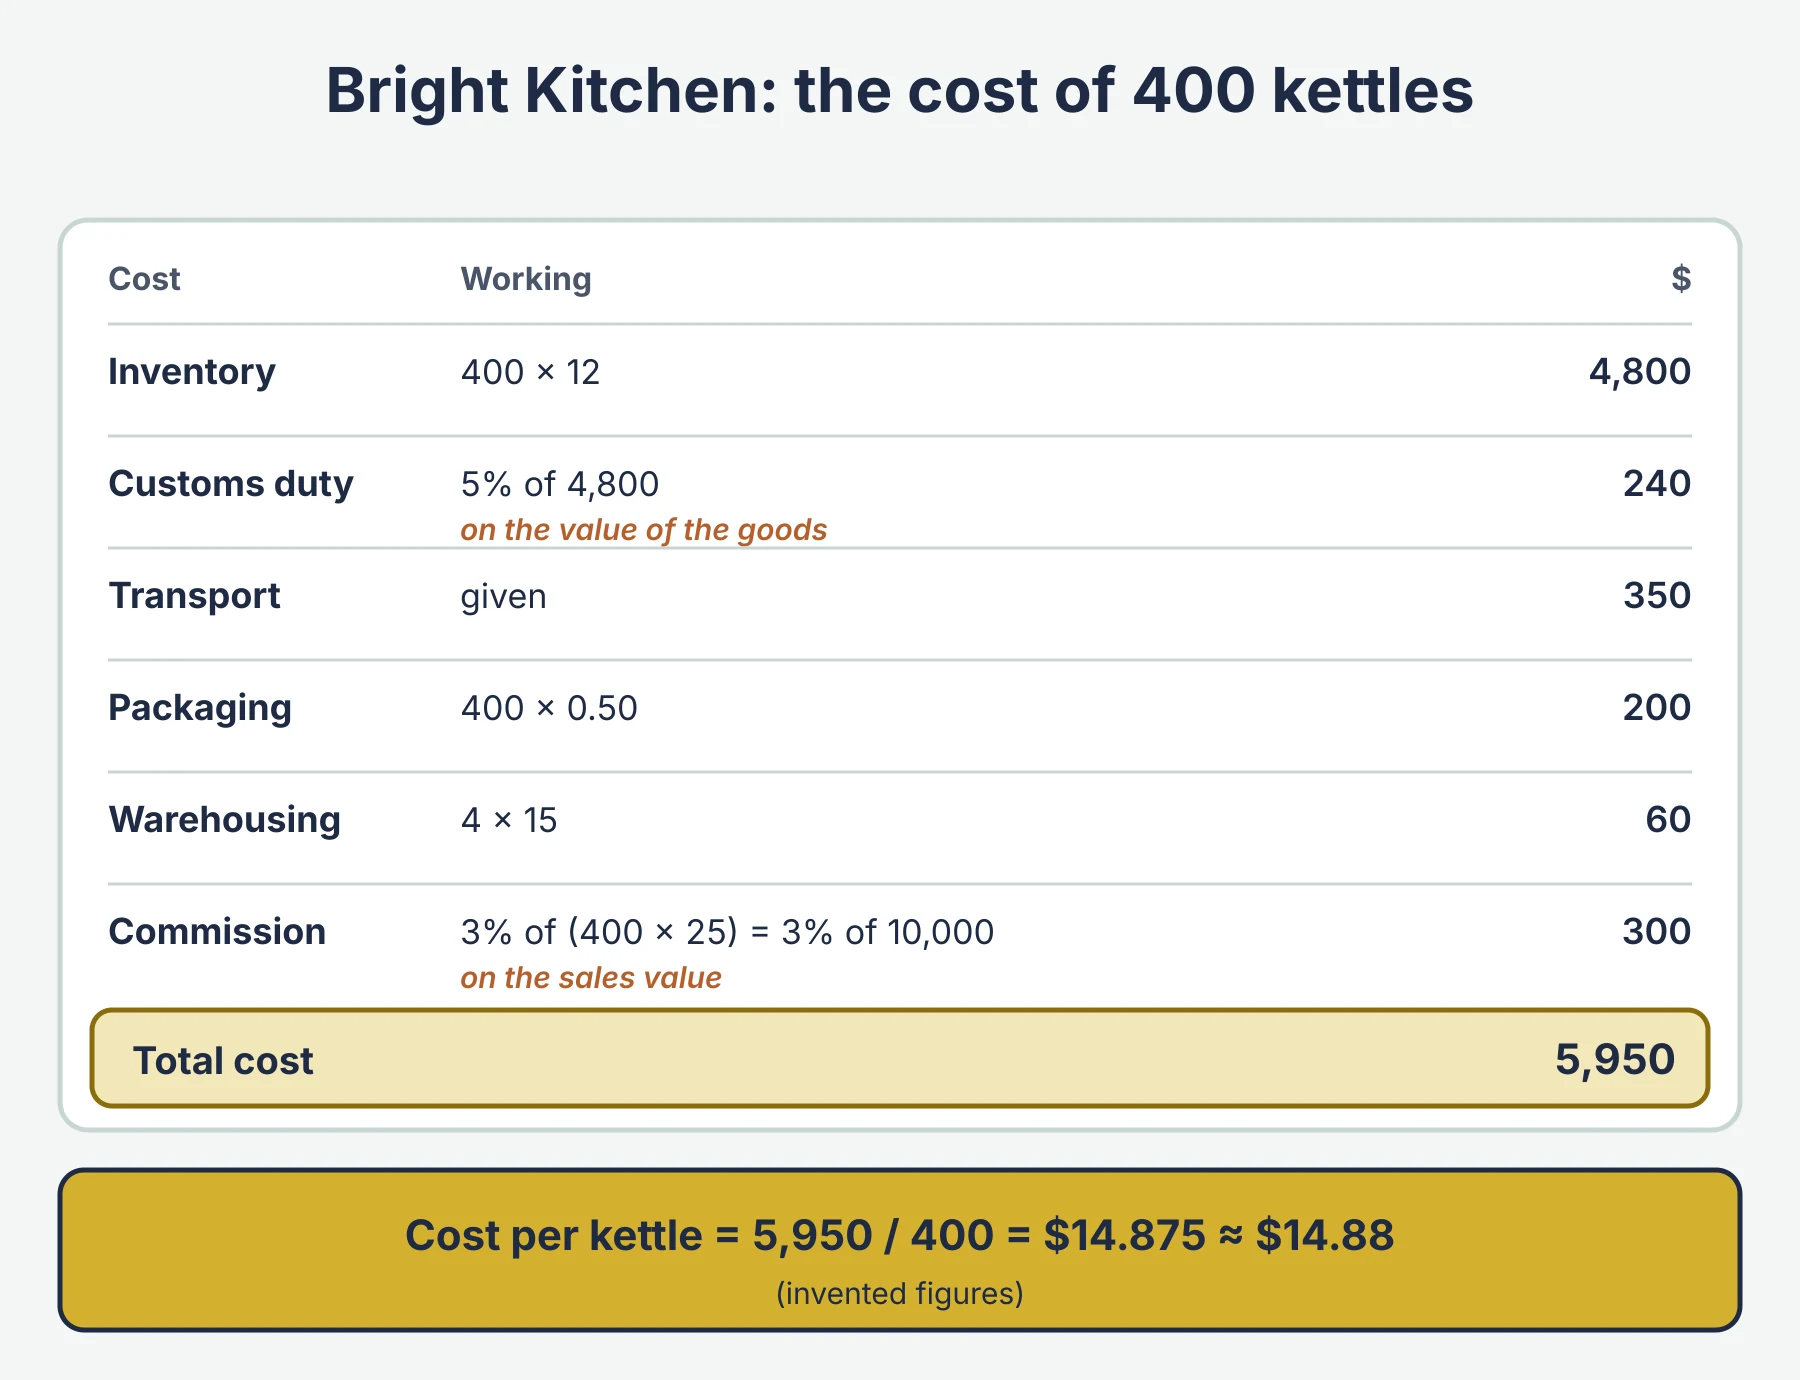 Bright Kitchen: the cost of 400 kettles
Cost Working $
Inventory 400 × 12 4,800
Customs duty 5% of 4,800 240
on the value of the goods
Transport given 350
Packaging 400 × 0.50 200
Warehousing 4 × 15 60
Commission 3% of (400 × 25) = 3% of 10,000 300
on the sales value
Total cost 5,950
Cost per kettle = 5,950 / 400 = $14.875 ≈ $14.88
(invented figures)